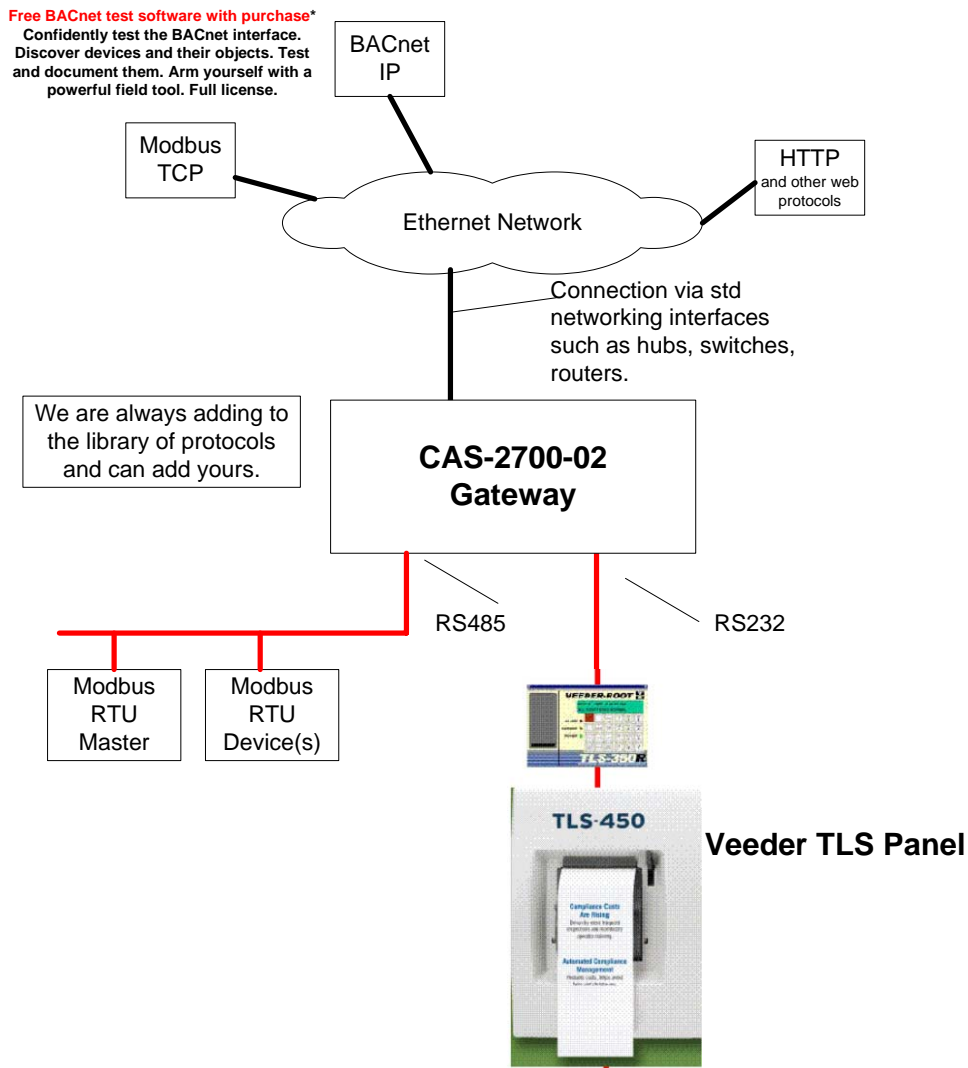 Free BACnet test software with purchase*
Confidently test the BACnet interface.
Discover devices and their objects. Test
and document them. Arm yourself with a
powerful field tool. Full license.
BACnet
IP
Modbus
TCP
HTTP
and other web
protocols
Ethernet Network
Connection via std
networking interfaces
such as hubs, switches,
routers.
We are always adding to
the library of protocols
and can add yours.
CAS-2700-02
Gateway
RS485
RS232
Modbus
RTU
Master
Modbus
RTU
Device(s)
VEEDER-ROOT
TLS-350R
TLS-450
Veeder TLS Panel
Compliance Costs
Are Rising
Automated Compliance
Management